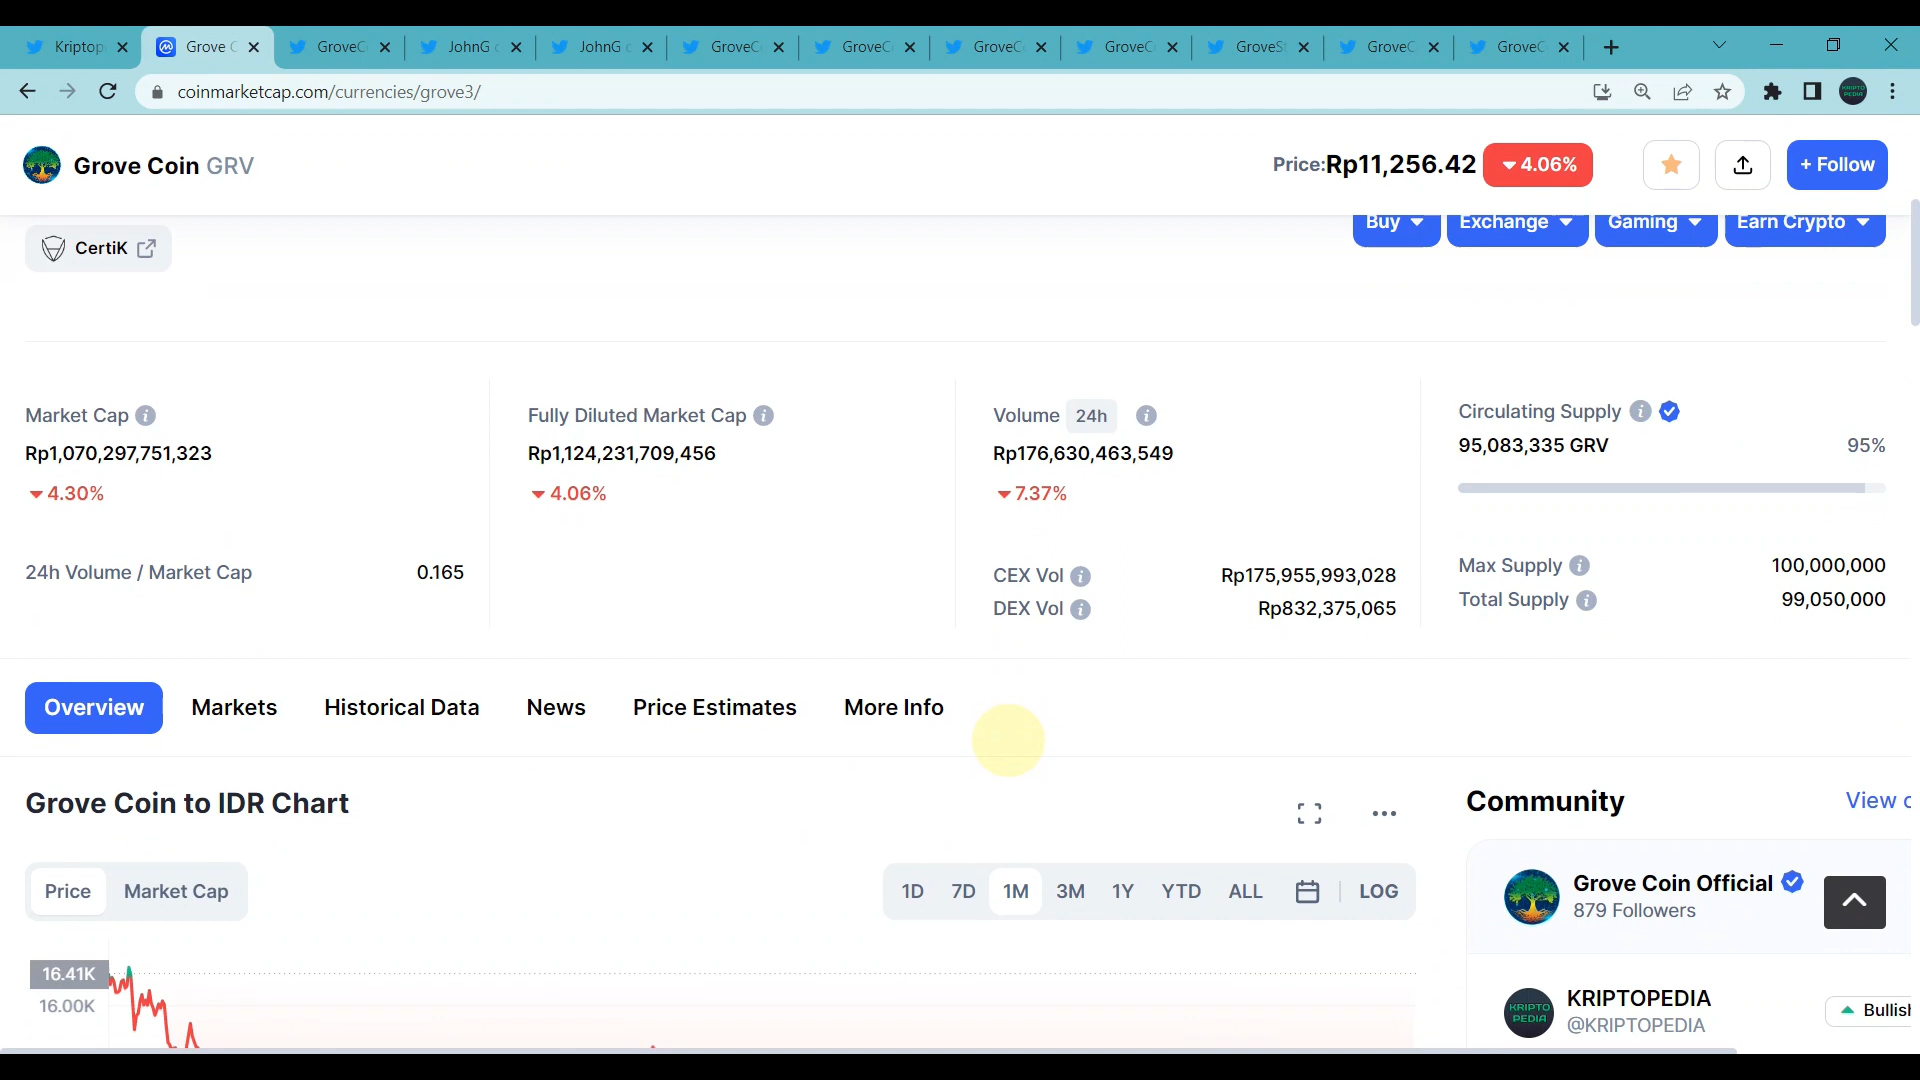 Kriptop
Grove C
GroveC
JohnG c
JohnG c
GroveC
GroveC
GroveC
GroveC
GroveS
GroveC
GroveC
coinmarketcap.com/currencies/grove3/
Grove Coin GRV
Price:Rp11,256.42
4.06%
+ Follow
CertiK
Buy
Exchange
Gaming
Earn Crypto
Market Cap
Rp1,070,297,751,323
4.30%
24h Volume / Market Cap 0.165
Fully Diluted Market Cap
Rp1,124,231,709,456
4.06%
Volume 24h
Rp176,630,463,549
7.37%
CEX Vol Rp175,955,993,028
DEX Vol Rp832,375,065
Circulating Supply
95,083,335 GRV 95%
Max Supply 100,000,000
Total Supply 99,050,000
Overview
Markets
Historical Data
News
Price Estimates
More Info
Grove Coin to IDR Chart
Price
Market Cap
1D
7D
1M
3M
1Y
YTD
ALL
LOG
16.41K
16.00K
Community
View
Grove Coin Official
879 Followers
KRIPTO
PEDIA
KRIPTOPEDIA
@KRIPTOPEDIA
Bullish